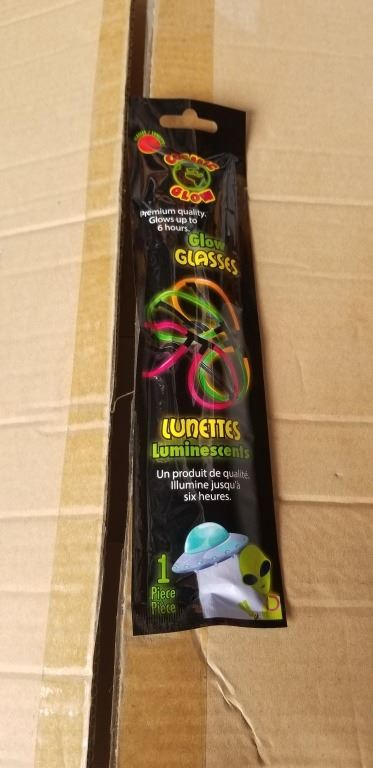 GLOW
Premium quality.
Glows up to
6 hours.
Glow
GLASSES
LUNETTES
Luminescents
Un produit de qualité.
Illumine jusqu'à
six heures.
1
Piece
Pièce